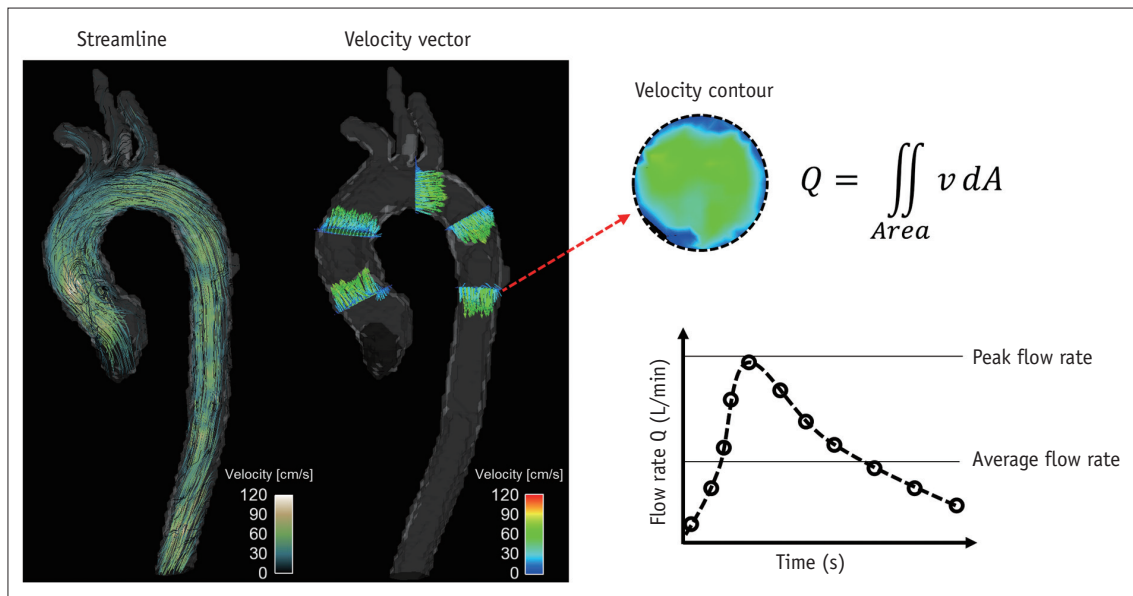 Streamline
Velocity vector
Velocity contour
Q = ∬ v dA
Area
Velocity [cm/s]
120
90
60
30
0
Velocity [cm/s]
120
90
60
30
0
Flow rate Q (L/min)
Peak flow rate
Average flow rate
Time (s)